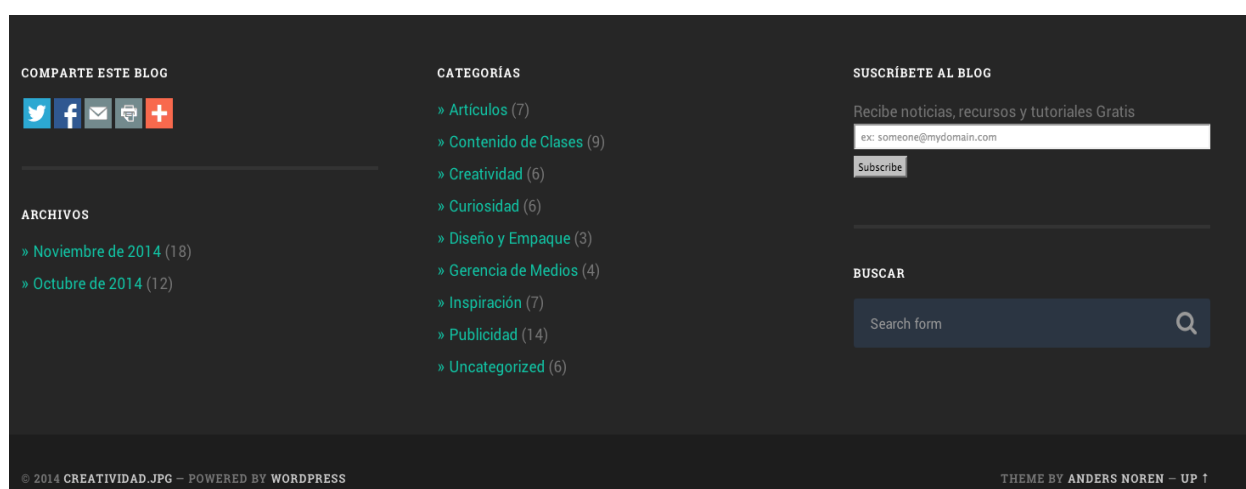 COMPARTE ESTE BLOG
ARCHIVOS
» Noviembre de 2014 (18)
» Octubre de 2014 (12)
CATEGORÍAS
» Artículos (7)
» Contenido de Clases (9)
» Creatividad (6)
» Curiosidad (6)
» Diseño y Empaque (3)
» Gerencia de Medios (4)
» Inspiración (7)
» Publicidad (14)
» Uncategorized (6)
SUSCRÍBETE AL BLOG
Recibe noticias, recursos y tutoriales Gratis
ex: someone@mydomain.com
Subscribe
BUSCAR
Search form
© 2014 CREATIVIDAD.JPG — POWERED BY WORDPRESS
THEME BY ANDERS NOREN — UP ↑